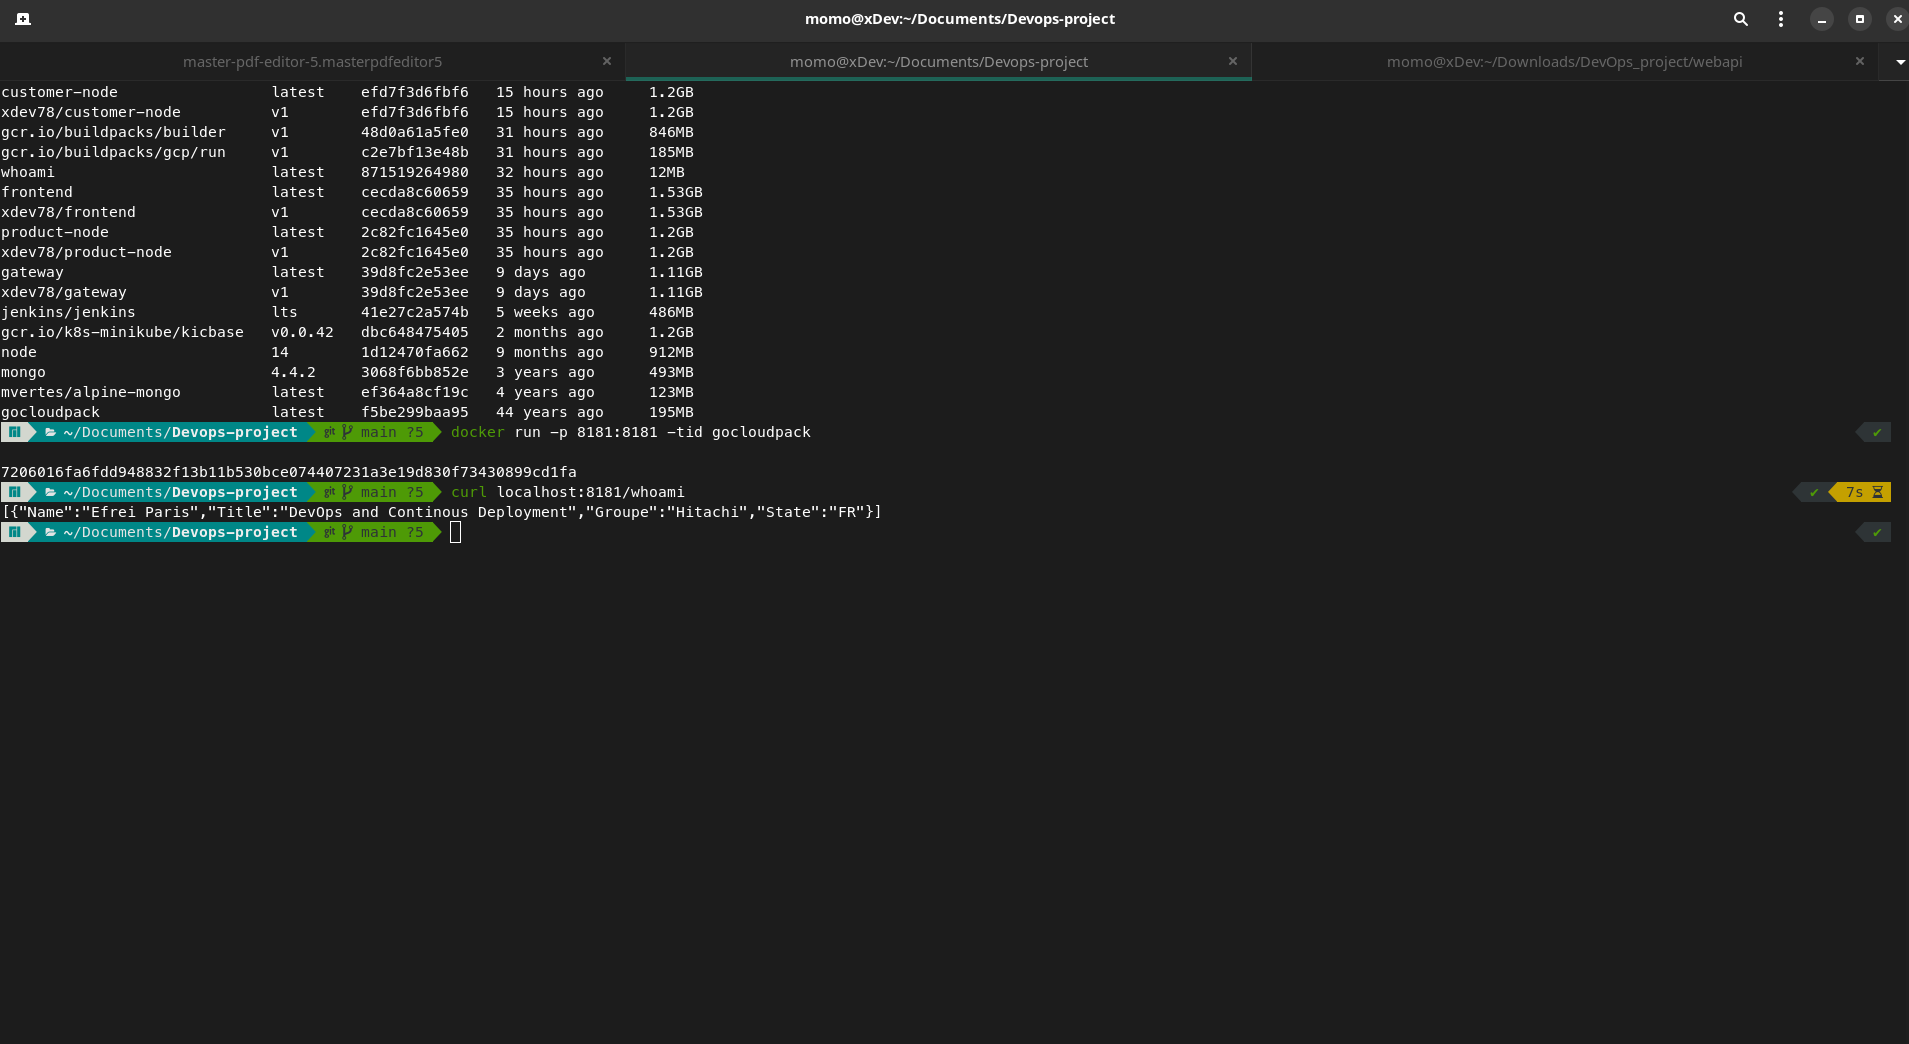 momo@xDev:~/Documents/Devops-project
master-pdf-editor-5.masterpdfeditor5 momo@xDev:~/Documents/Devops-project momo@xDev:~/Downloads/DevOps_project/webapi
customer-node latest efd7f3d6fbf6 15 hours ago 1.2GB
xdev78/customer-node v1 efd7f3d6fbf6 15 hours ago 1.2GB
gcr.io/buildpacks/builder v1 48d0a61a5fe0 31 hours ago 846MB
gcr.io/buildpacks/gcp/run v1 c2e7bf13e48b 31 hours ago 185MB
whoami latest 871519264980 32 hours ago 12MB
frontend latest cecda8c60659 35 hours ago 1.53GB
xdev78/frontend v1 cecda8c60659 35 hours ago 1.53GB
product-node latest 2c82fc1645e0 35 hours ago 1.2GB
xdev78/product-node v1 2c82fc1645e0 35 hours ago 1.2GB
gateway latest 39d8fc2e53ee 9 days ago 1.11GB
xdev78/gateway v1 39d8fc2e53ee 9 days ago 1.11GB
jenkins/jenkins lts 41e27c2a574b 5 weeks ago 486MB
gcr.io/k8s-minikube/kicbase v0.0.42 dbc648475405 2 months ago 1.2GB
node 14 1d12470fa662 9 months ago 912MB
mongo 4.4.2 3068f6bb852e 3 years ago 493MB
mvertes/alpine-mongo latest ef364a8cf19c 4 years ago 123MB
gocloudpack latest f5be299baa95 44 years ago 195MB
~/Documents/Devops-project git main ?5 docker run -p 8181:8181 -tid gocloudpack ✔
7206016fa6fdd948832f13b11b530bce074407231a3e19d830f73430899cd1fa
~/Documents/Devops-project git main ?5 curl localhost:8181/whoami ✔ 7s
[{"Name":"Efrei Paris","Title":"DevOps and Continous Deployment","Groupe":"Hitachi","State":"FR"}]
~/Documents/Devops-project git main ?5 ✔